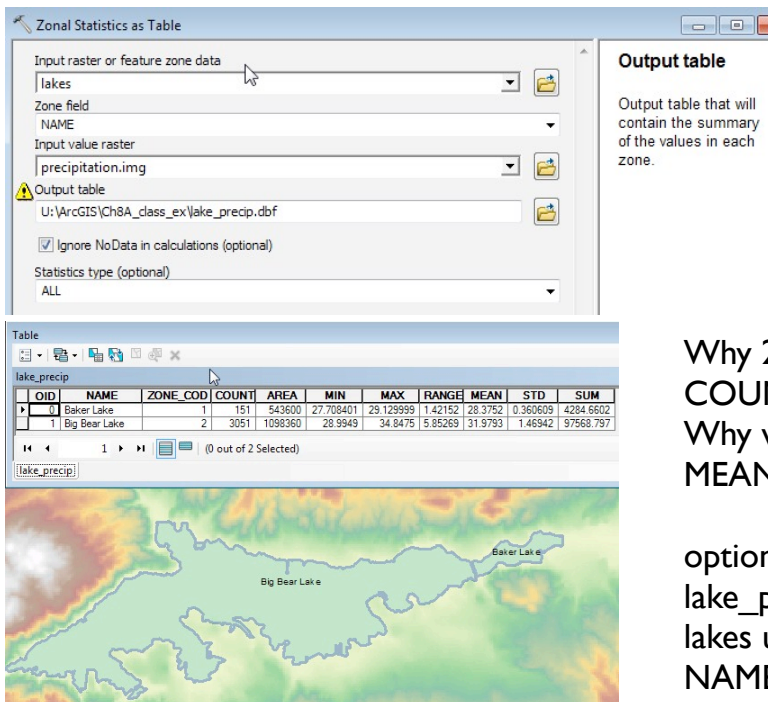 Zonal Statistics as Table
Input raster or feature zone data
lakes
Zone field
NAME
Input value raster
precipitation.img
Output table
U:\ArcGIS\Ch8A_class_ex\lake_precip.dbf
Ignore NoData in calculations (optional)
Statistics type (optional)
ALL
Output table
Output table that will
contain the summary
of the values in each
zone.
Table
lake_precip
OID NAME ZONE_COD COUNT AREA MIN MAX RANGE MEAN STD SUM
0 Baker Lake 1 151 543600 27.708401 29.129999 1.42152 28.3752 0.360609 4284.6602
1 Big Bear Lake 2 3051 1098360 28.9949 34.8475 5.85269 31.9793 1.46942 97568.797
1 (0 out of 2 Selected)
lake_precip
Baker Lake
Big Bear Lake
Why 2
COUN
Why
MEAN
option
lake_p
lakes u
NAME